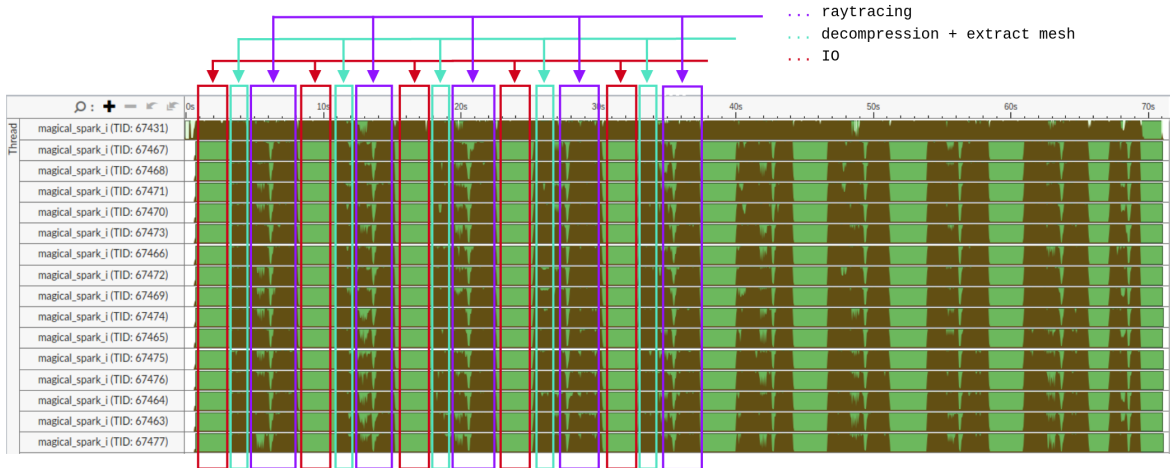 ... raytracing
... decompression + extract mesh
... IO
0s 10s 20s 30s 40s 50s 60s 70s
Thread
magical_spark_i (TID: 67431)
magical_spark_i (TID: 67467)
magical_spark_i (TID: 67468)
magical_spark_i (TID: 67471)
magical_spark_i (TID: 67470)
magical_spark_i (TID: 67473)
magical_spark_i (TID: 67466)
magical_spark_i (TID: 67472)
magical_spark_i (TID: 67469)
magical_spark_i (TID: 67474)
magical_spark_i (TID: 67465)
magical_spark_i (TID: 67475)
magical_spark_i (TID: 67476)
magical_spark_i (TID: 67464)
magical_spark_i (TID: 67463)
magical_spark_i (TID: 67477)